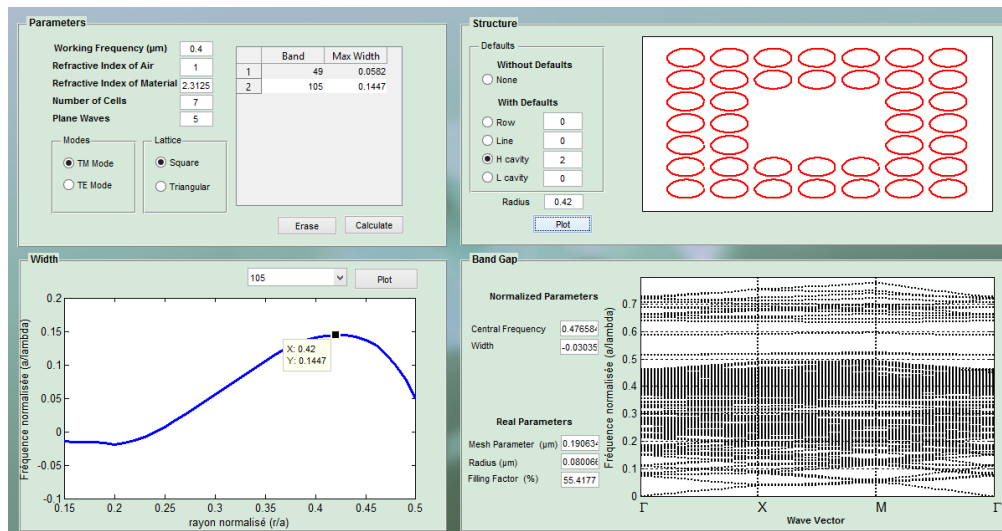 Parameters
Working Frequency (µm) 0.4
Refractive Index of Air 1
Refractive Index of Material 2.3125
Number of Cells 7
Plane Waves 5
Modes
TM Mode
TE Mode
Lattice
Square
Triangular
Band Max Width
1 49 0.0582
2 105 0.1447
Erase Calculate
Structure
Defaults
Without Defaults
None
With Defaults
Row 0
Line 0
H cavity 2
L cavity 0
Radius 0.42
Plot
Width
105 Plot
0.2
0.15
0.1
0.05
0
-0.05
-0.1
0.15 0.2 0.25 0.3 0.35 0.4 0.45 0.5
X: 0.42
Y: 0.1447
Fréquence normalisée (a/lambda)
rayon normalisé (r/a)
Band Gap
Normalized Parameters
Central Frequency 0.476584
Width -0.03035
Real Parameters
Mesh Parameter (µm) 0.190634
Radius (µm) 0.080066
Filling Factor (%) 55.4177
Fréquence normalisée (a/lambda)
0.7
0.6
0.5
0.4
0.3
0.2
0.1
0
Γ X M Γ
Wave Vector